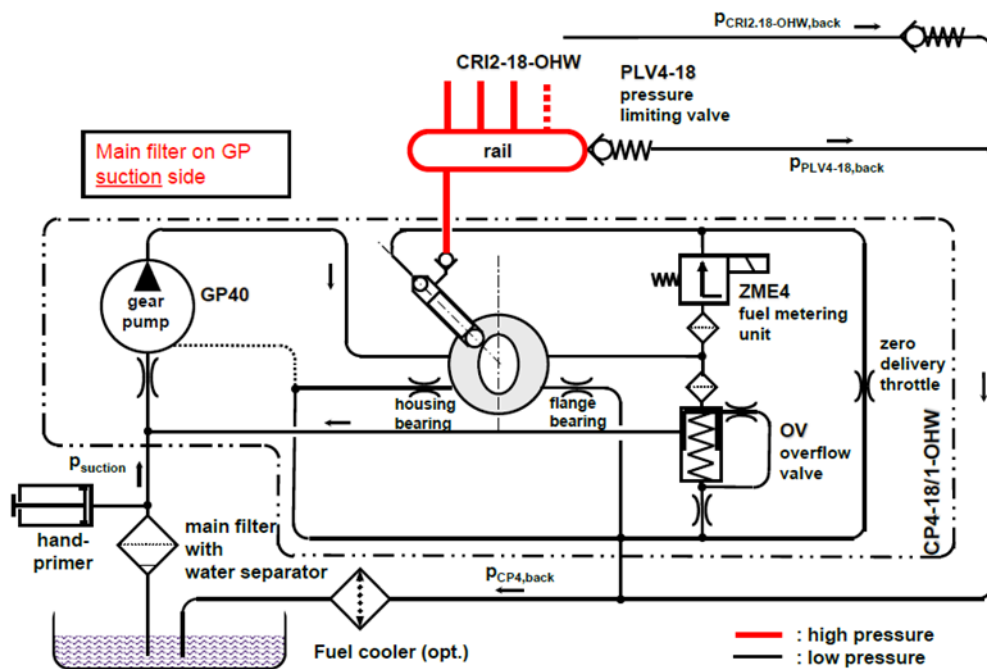 pCRI2.18-OHW,back
CRI2-18-OHW
PLV4-18
pressure
limiting valve
rail
pPLV4-18,back
Main filter on GP
suction side
gear
pump
GP40
ZME4
fuel metering
unit
zero
delivery
throttle
housing
bearing
flange
bearing
OV
overflow
valve
CP4-18/1-OHW
psuction
hand-
primer
main filter
with
water separator
pCP4,back
Fuel cooler (opt.)
: high pressure
: low pressure